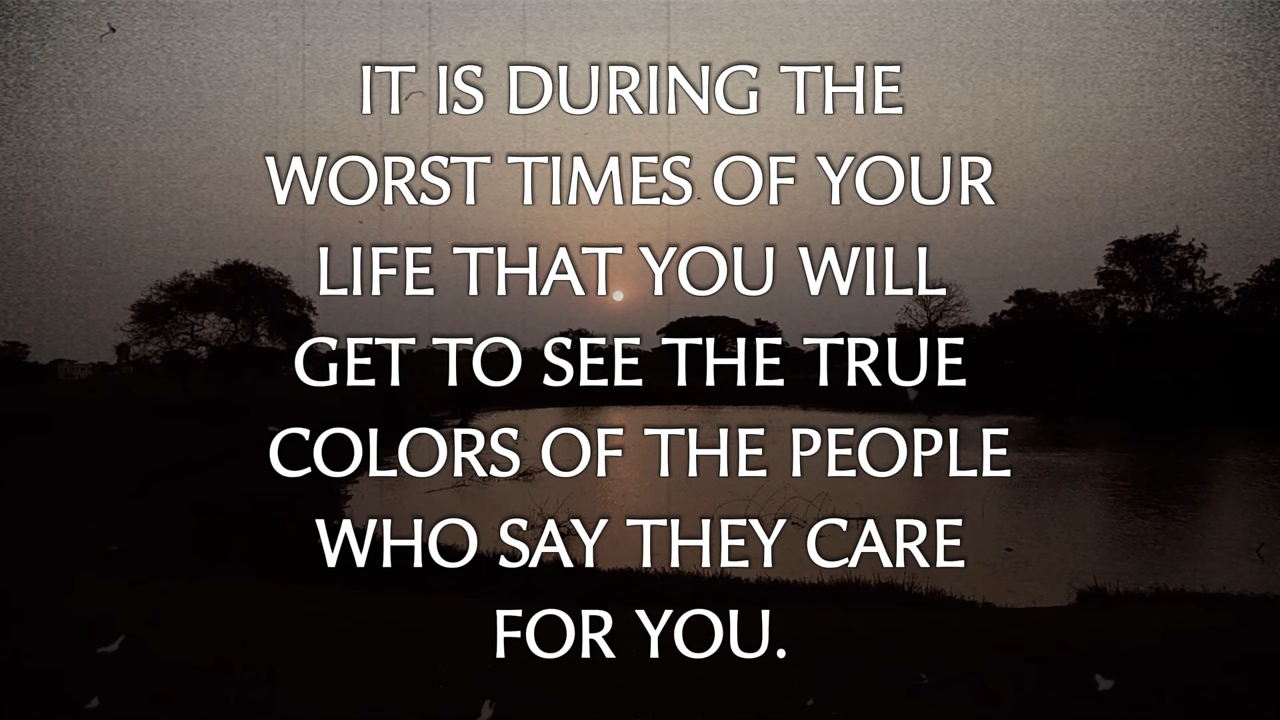 IT IS DURING THE
WORST TIMES OF YOUR
LIFE THAT YOU WILL
GET TO SEE THE TRUE
COLORS OF THE PEOPLE
WHO SAY THEY CARE
FOR YOU.